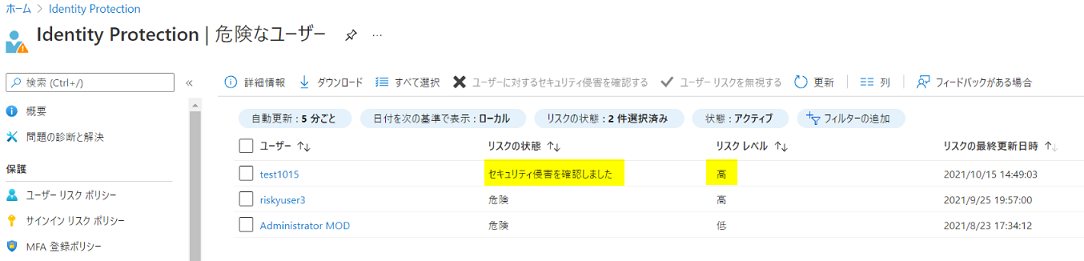 ホーム > Identity Protection
Identity Protection | 危険なユーザー ...
検索 (Ctrl+/) «
詳細情報 ダウンロード すべて選択 ユーザーに対するセキュリティ侵害を確認する ユーザー リスクを無視する 更新 列 フィードバックがある場合
概要
問題の診断と解決
保護
ユーザー リスク ポリシー
サインイン リスク ポリシー
MFA 登録ポリシー
自動更新 : 5 分ごと 日付を次の基準で表示 : ローカル リスクの状態 : 2 件選択済み 状態 : アクティブ フィルターの追加
ユーザー ↑↓ リスクの状態 ↑↓ リスク レベル ↑↓ リスクの最終更新日時 ↑↓
test1015 セキュリティ侵害を確認しました 高 2021/10/15 14:49:03
riskyuser3 危険 高 2021/9/25 19:57:00
Administrator MOD 危険 低 2021/8/23 17:34:12